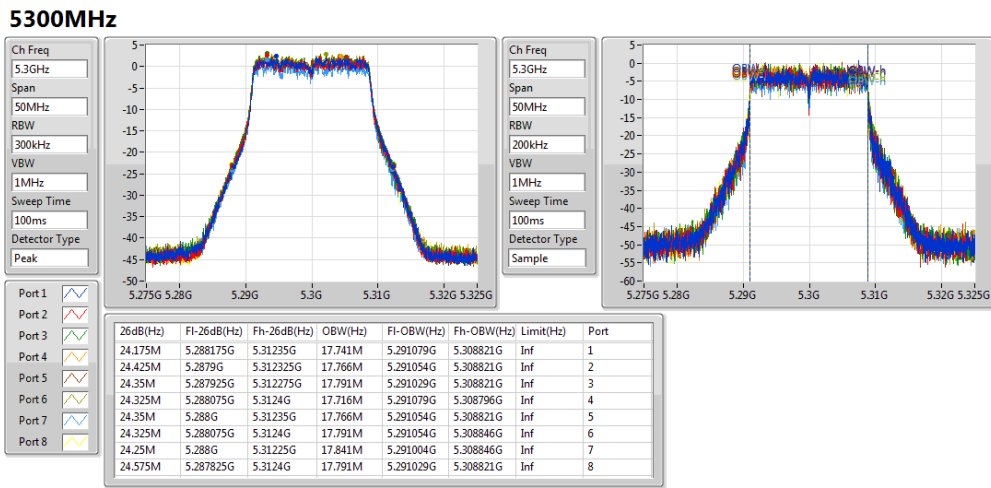 5300MHz
Ch Freq
5.3GHz
Span
50MHz
RBW
300kHz
VBW
1MHz
Sweep Time
100ms
Detector Type
Peak
5-
0-
-5-
-10-
-15-
-20-
-25-
-30-
-35-
-40-
-45-
-50-
5.275G 5.28G 5.29G 5.3G 5.31G 5.32G 5.325G
Ch Freq
5.3GHz
Span
50MHz
RBW
200kHz
VBW
1MHz
Sweep Time
100ms
Detector Type
Sample
5-
0-
-5-
-10-
-15-
-20-
-25-
-30-
-35-
-40-
-45-
-50-
-55-
-60-
5.275G 5.28G 5.29G 5.3G 5.31G 5.32G 5.325G
Port 1
Port 2
Port 3
Port 4
Port 5
Port 6
Port 7
Port 8
26dB(Hz) Fl-26dB(Hz) Fh-26dB(Hz) OBW(Hz) Fl-OBW(Hz) Fh-OBW(Hz) Limit(Hz) Port
24.175M 5.288175G 5.31235G 17.741M 5.291079G 5.308821G Inf 1
24.425M 5.2879G 5.312325G 17.766M 5.291054G 5.308821G Inf 2
24.35M 5.287925G 5.312275G 17.791M 5.291029G 5.308821G Inf 3
24.325M 5.288075G 5.3124G 17.716M 5.291079G 5.308796G Inf 4
24.35M 5.288G 5.31235G 17.766M 5.291054G 5.308821G Inf 5
24.325M 5.288075G 5.3124G 17.791M 5.291054G 5.308846G Inf 6
24.25M 5.288G 5.31225G 17.841M 5.291004G 5.308846G Inf 7
24.575M 5.287825G 5.3124G 17.791M 5.291029G 5.308821G Inf 8